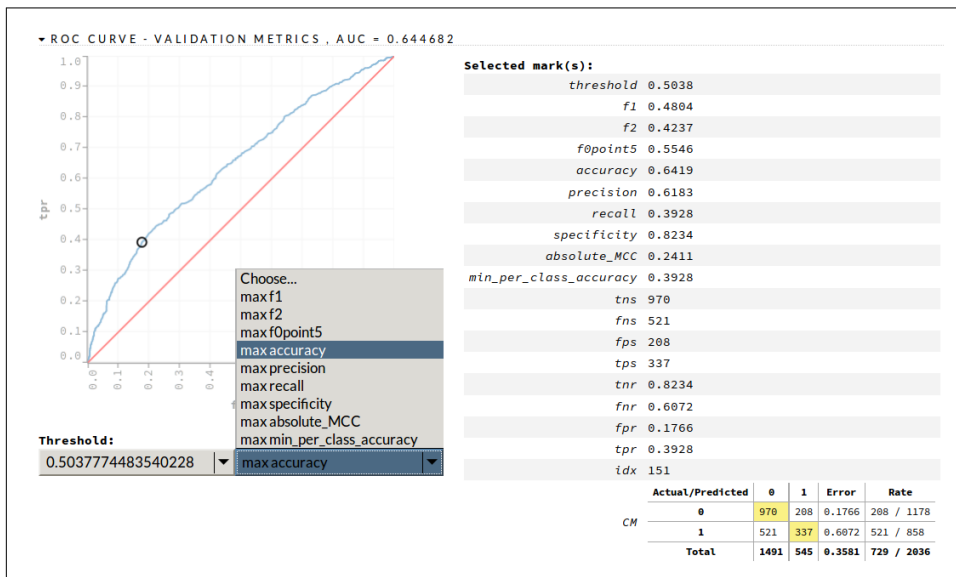 ROC CURVE - VALIDATION METRICS , AUC = 0.644682
1.0
0.9
0.8
0.7
0.6
0.5
0.4
0.3
0.2
0.1
0.0
tpr
0.0
0.1
0.2
0.3
0.4
Choose...
max f1
max f2
max f0point5
max accuracy
max precision
max recall
max specificity
max absolute_MCC
max min_per_class_accuracy
Threshold:
0.5037774483540228
max accuracy
Selected mark(s):
threshold 0.5038
f1 0.4804
f2 0.4237
f0point5 0.5546
accuracy 0.6419
precision 0.6183
recall 0.3928
specificity 0.8234
absolute_MCC 0.2411
min_per_class_accuracy 0.3928
tns 970
fns 521
fps 208
tps 337
tnr 0.8234
fnr 0.6072
fpr 0.1766
tpr 0.3928
idx 151
CM
Actual/Predicted 0 1 Error Rate
0 970 208 0.1766 208 / 1178
1 521 337 0.6072 521 / 858
Total 1491 545 0.3581 729 / 2036